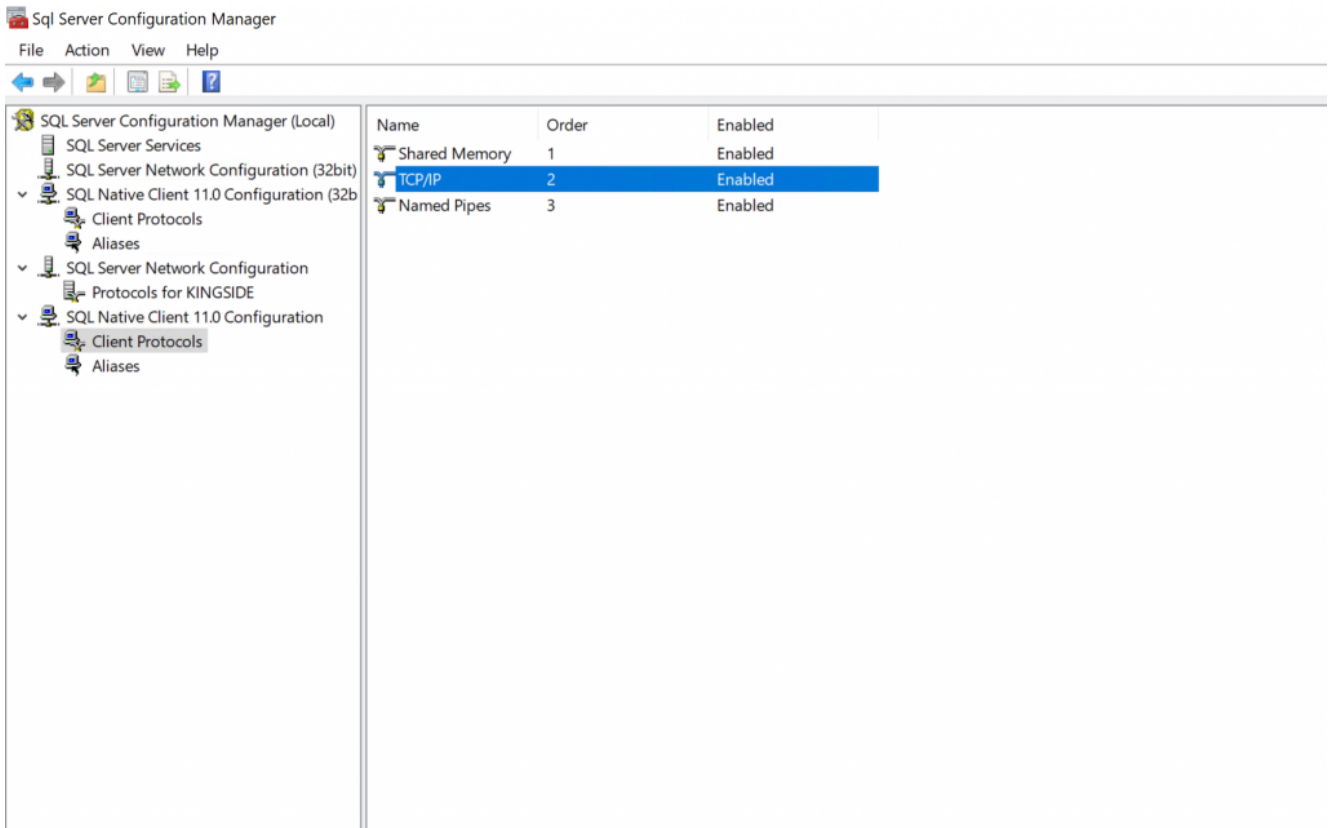 Sql Server Configuration Manager
File Action View Help
SQL Server Configuration Manager (Local)
SQL Server Services
SQL Server Network Configuration (32bit)
SQL Native Client 11.0 Configuration (32b
Client Protocols
Aliases
SQL Server Network Configuration
Protocols for KINGSIDE
SQL Native Client 11.0 Configuration
Client Protocols
Aliases
Name Order Enabled
Shared Memory 1 Enabled
TCP/IP 2 Enabled
Named Pipes 3 Enabled